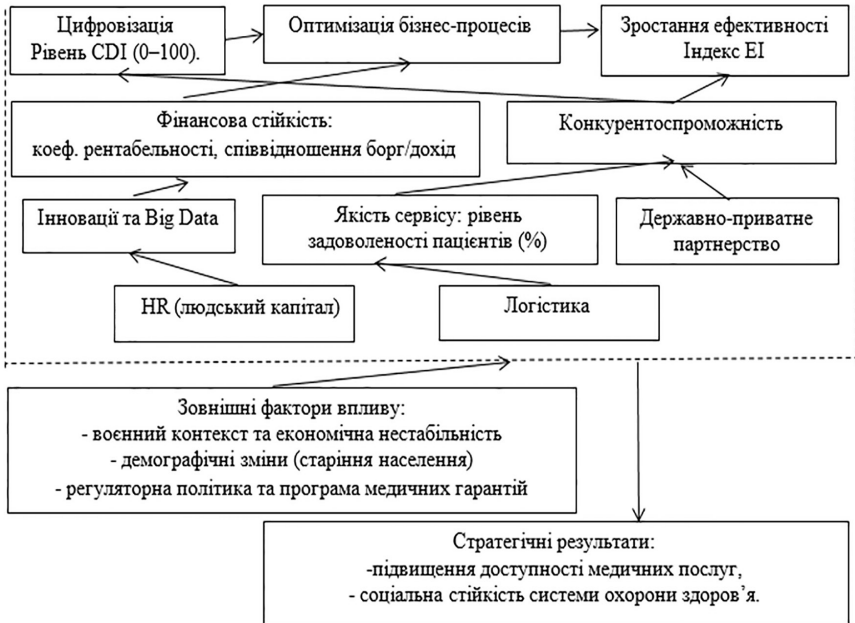 Цифровізація
Рівень CDI (0–100).
Оптимізація бізнес-процесів
Зростання ефективності
Індекс EI
Фінансова стійкість:
коеф. рентабельності, співвідношення борг/дохід
Конкурентоспроможність
Інновації та Big Data
Якість сервісу: рівень
задоволеності пацієнтів (%)
Державно-приватне
партнерство
HR (людський капітал)
Логістика
Зовнішні фактори впливу:
- воєнний контекст та економічна нестабільність
- демографічні зміни (старіння населення)
- регуляторна політика та програма медичних гарантій
Стратегічні результати:
-підвищення доступності медичних послуг,
- соціальна стійкість системи охорони здоров’я.